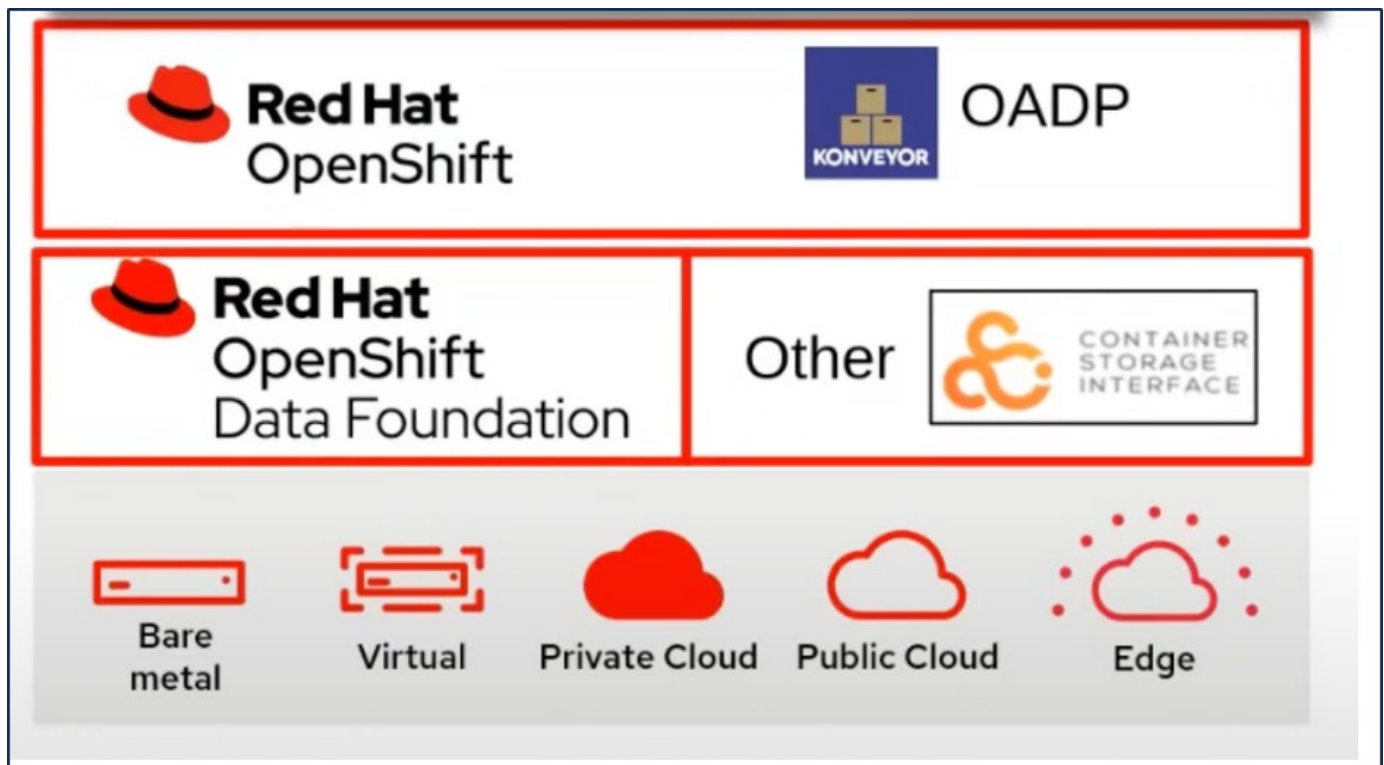 Red Hat
OpenShift
KONVEYOR
OADP
Red Hat
OpenShift
Data Foundation
Other
CONTAINER
STORAGE
INTERFACE
Bare
metal
Virtual
Private Cloud
Public Cloud
Edge